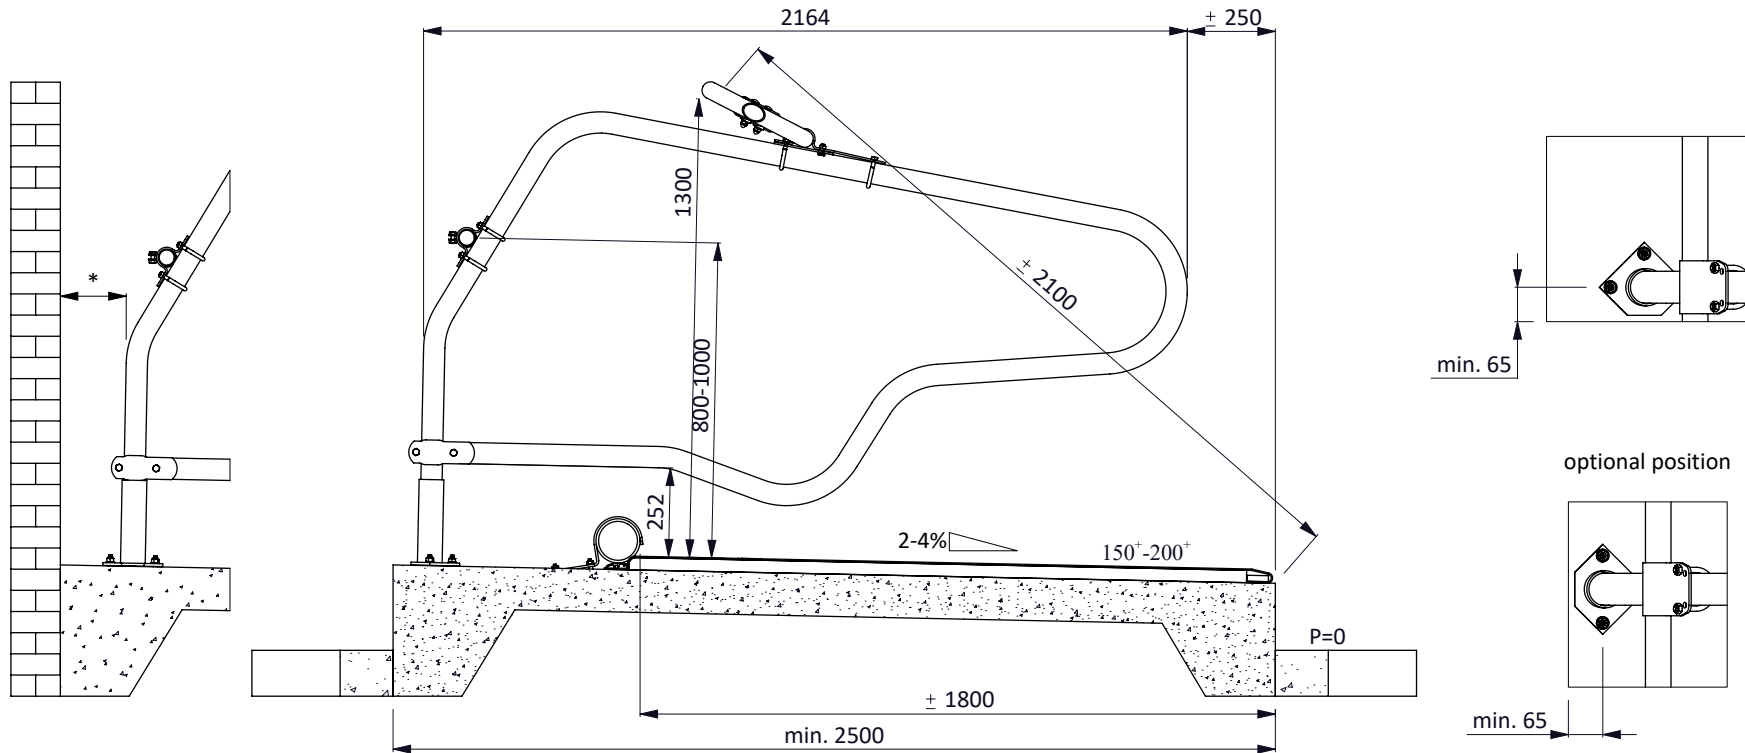 2164
± 250
1300
± 2100
*
800-1000
min. 65
optional position
252
2-4%
150⁺-200⁺
P=0
± 1800
min. 65
min. 2500